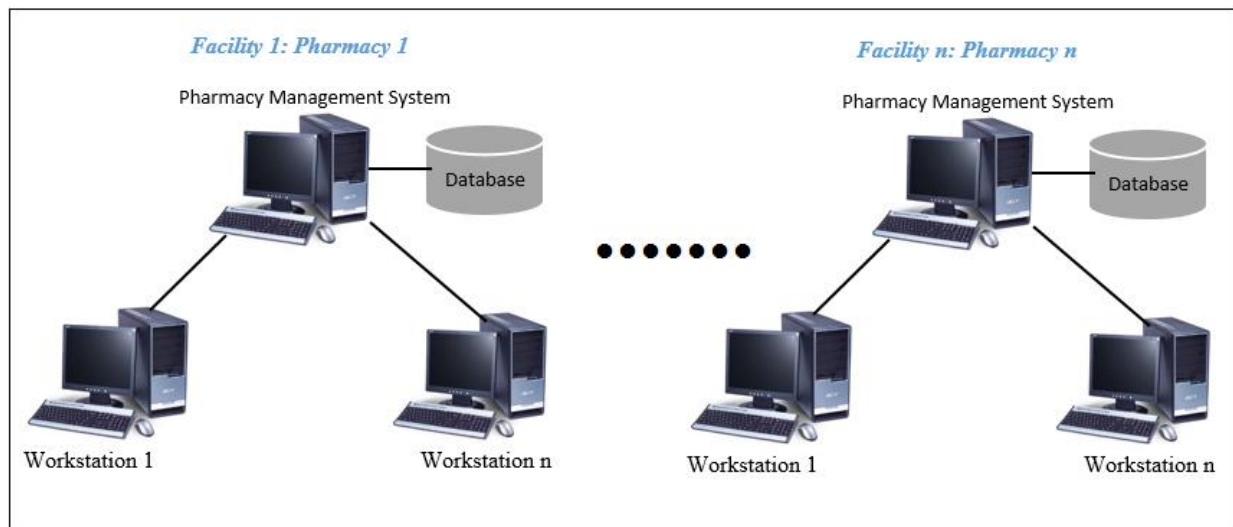 Facility 1: Pharmacy 1
Pharmacy Management System
Database
Workstation 1
Workstation n
Facility n: Pharmacy n
Pharmacy Management System
Database
Workstation 1
Workstation n